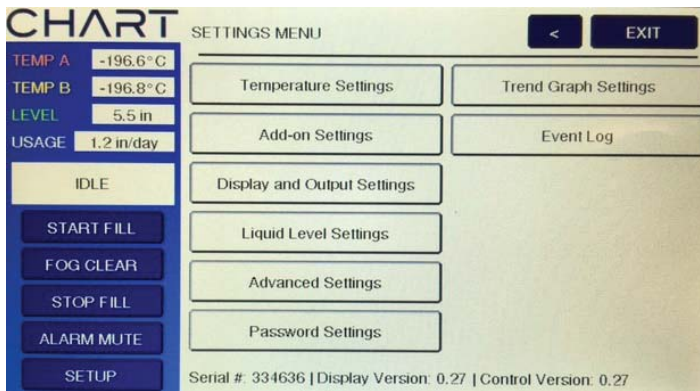 CHART
SETTINGS MENU
<
EXIT
TEMP A -196.6°C
TEMP B -196.8°C
LEVEL 5.5 in
USAGE 1.2 in/day
IDLE
START FILL
FOG CLEAR
STOP FILL
ALARM MUTE
SETUP
Temperature Settings
Add-on Settings
Display and Output Settings
Liquid Level Settings
Advanced Settings
Password Settings
Trend Graph Settings
Event Log
Serial #: 334636 | Display Version: 0.27 | Control Version: 0.27